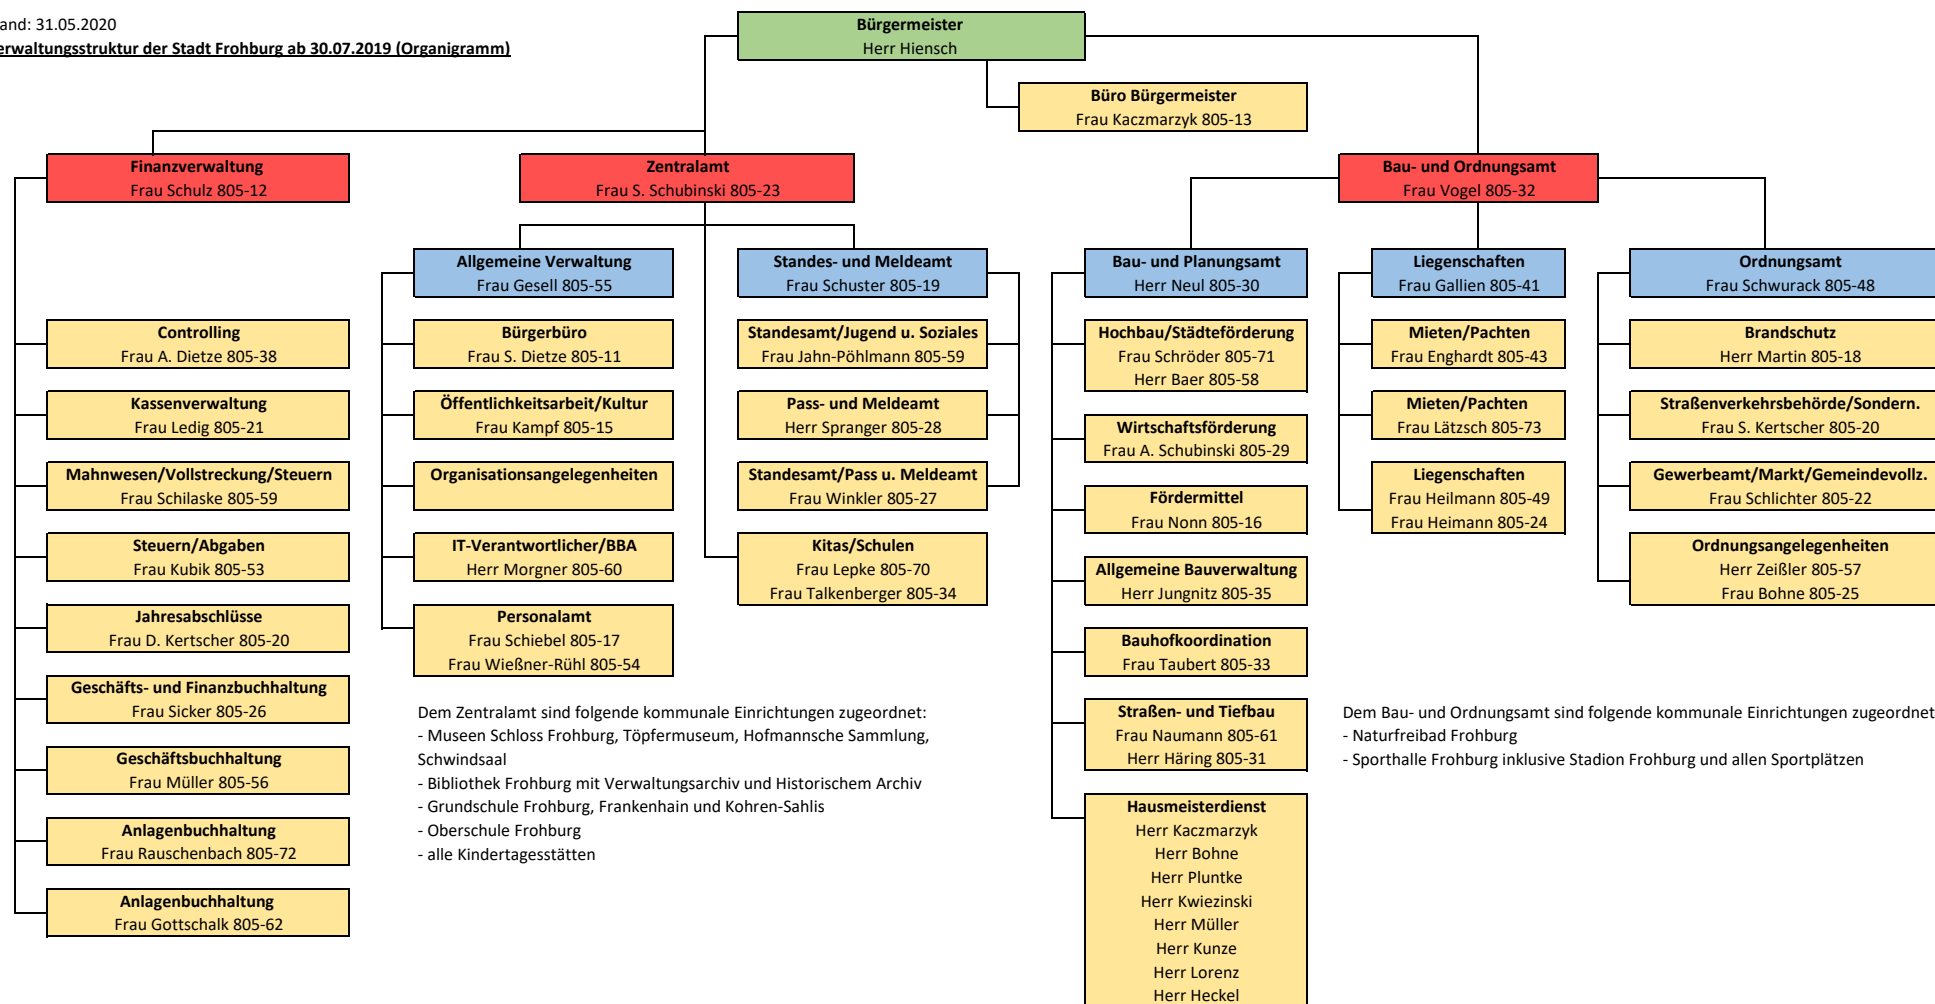 and: 31.05.2020
erwaltungsstruktur der Stadt Frohburg ab 30.07.2019 (Organigramm)
Bürgermeister
Herr Hiensch
Büro Bürgermeister
Frau Kaczmarzyk 805-13
Finanzverwaltung
Frau Schulz 805-12
Zentralamt
Frau S. Schubinski 805-23
Bau- und Ordnungsamt
Frau Vogel 805-32
Controlling
Frau A. Dietze 805-38
Kassenverwaltung
Frau Ledig 805-21
Mahnwesen/Vollstreckung/Steuern
Frau Schilaske 805-59
Steuern/Abgaben
Frau Kubik 805-53
Jahresabschlüsse
Frau D. Kertscher 805-20
Geschäfts- und Finanzbuchhaltung
Frau Sicker 805-26
Geschäftsbuchhaltung
Frau Müller 805-56
Anlagenbuchhaltung
Frau Rauschenbach 805-72
Anlagenbuchhaltung
Frau Gottschalk 805-62
Allgemeine Verwaltung
Frau Gesell 805-55
Bürgerbüro
Frau S. Dietze 805-11
Öffentlichkeitsarbeit/Kultur
Frau Kampf 805-15
Organisationsangelegenheiten
IT-Verantwortlicher/BBA
Herr Morgner 805-60
Personalamt
Frau Schiebel 805-17
Frau Wießner-Rühl 805-54
Standes- und Meldeamt
Frau Schuster 805-19
Standesamt/Jugend u. Soziales
Frau Jahn-Pöhlmann 805-59
Pass- und Meldeamt
Herr Spranger 805-28
Standesamt/Pass u. Meldeamt
Frau Winkler 805-27
Kitas/Schulen
Frau Lepke 805-70
Frau Talkenberger 805-34
Dem Zentralamt sind folgende kommunale Einrichtungen zugeordnet:
- Museen Schloss Frohburg, Töpfermuseum, Hofmannsche Sammlung,
Schwindsaal
- Bibliothek Frohburg mit Verwaltungsarchiv und Historischem Archiv
- Grundschule Frohburg, Frankenhain und Kohren-Sahlis
- Oberschule Frohburg
- alle Kindertagesstätten
Bau- und Planungsamt
Herr Neul 805-30
Hochbau/Städteförderung
Frau Schröder 805-71
Herr Baer 805-58
Wirtschaftsförderung
Frau A. Schubinski 805-29
Fördermittel
Frau Nonn 805-16
Allgemeine Bauverwaltung
Herr Jungnitz 805-35
Bauhofkoordination
Frau Taubert 805-33
Straßen- und Tiefbau
Frau Naumann 805-61
Herr Häring 805-31
Hausmeisterdienst
Herr Kaczmarzyk
Herr Bohne
Herr Pluntke
Herr Kwiezinski
Herr Müller
Herr Kunze
Herr Lorenz
Herr Heckel
Liegenschaften
Frau Gallien 805-41
Mieten/Pachten
Frau Enghardt 805-43
Mieten/Pachten
Frau Lätzsch 805-73
Liegenschaften
Frau Heilmann 805-49
Frau Heimann 805-24
Ordnungsamt
Frau Schwurack 805-48
Brandschutz
Herr Martin 805-18
Straßenverkehrsbehörde/Sondern.
Frau S. Kertscher 805-20
Gewerbeamt/Markt/Gemeindevollz.
Frau Schlichter 805-22
Ordnungsangelegenheiten
Herr Zeißler 805-57
Frau Bohne 805-25
Dem Bau- und Ordnungsamt sind folgende kommunale Einrichtungen zugeordnet
- Naturfreibad Frohburg
- Sporthalle Frohburg inklusive Stadion Frohburg und allen Sportplätzen